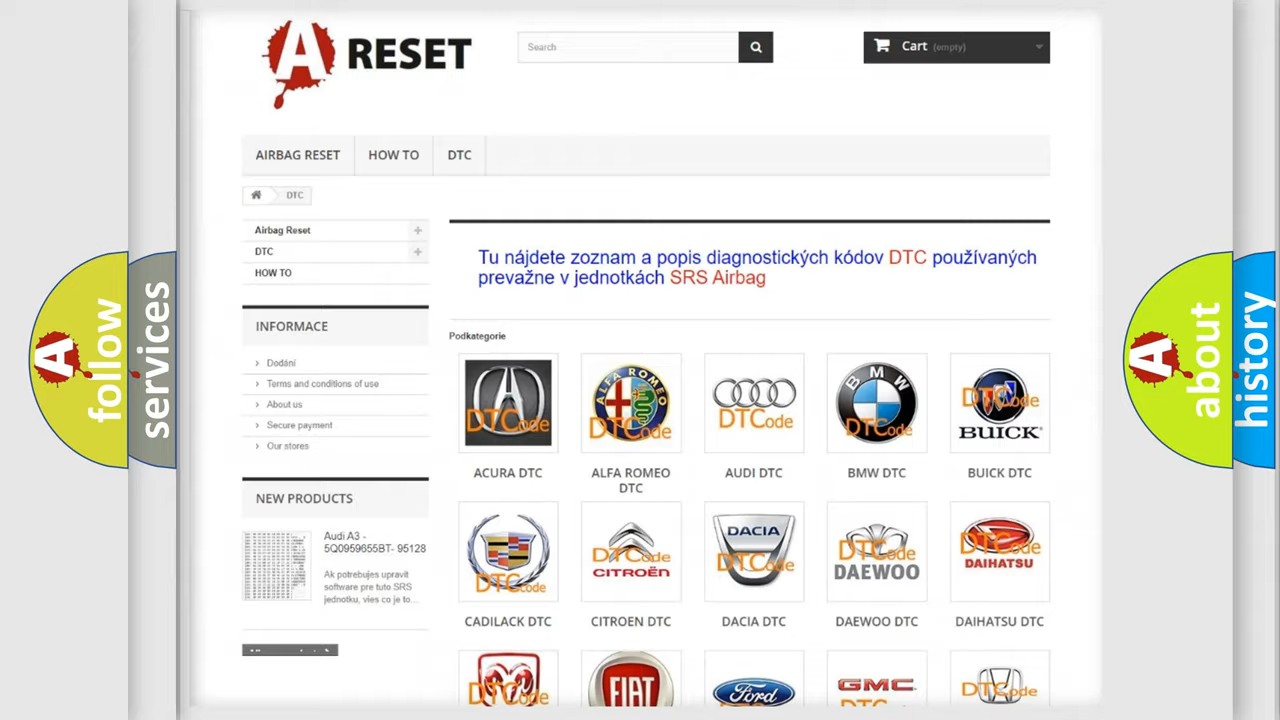 A RESET
Search
Cart (empty)
AIRBAG RESET
HOW TO
DTC
DTC
Airbag Reset
DTC
HOW TO
INFORMACE
Dodání
Terms and conditions of use
About us
Secure payment
Our stores
NEW PRODUCTS
Audi A3 -
5Q0959655BT- 95128
Ak potrebujes upravit
software pre tuto SRS
jednotku, vies co je to...
Tu nájdete zoznam a popis diagnostických kódov DTC používaných
prevažne v jednotkách SRS Airbag
Podkategorie
DTCode
ALFA ROMEO
DTCode
DTCode
BMW
DTCode
DTCode
BUICK
ACURA DTC
ALFA ROMEO
DTC
AUDI DTC
BMW DTC
BUICK DTC
DTCode
DTCode
CITROËN
DACIA
DTCode
DTCode
DAEWOO
DTCode
DAIHATSU
CADILACK DTC
CITROEN DTC
DACIA DTC
DAEWOO DTC
DAIHATSU DTC
DTCode
FIAT
Ford
GMC
DTCode
A follow
services
A about
history